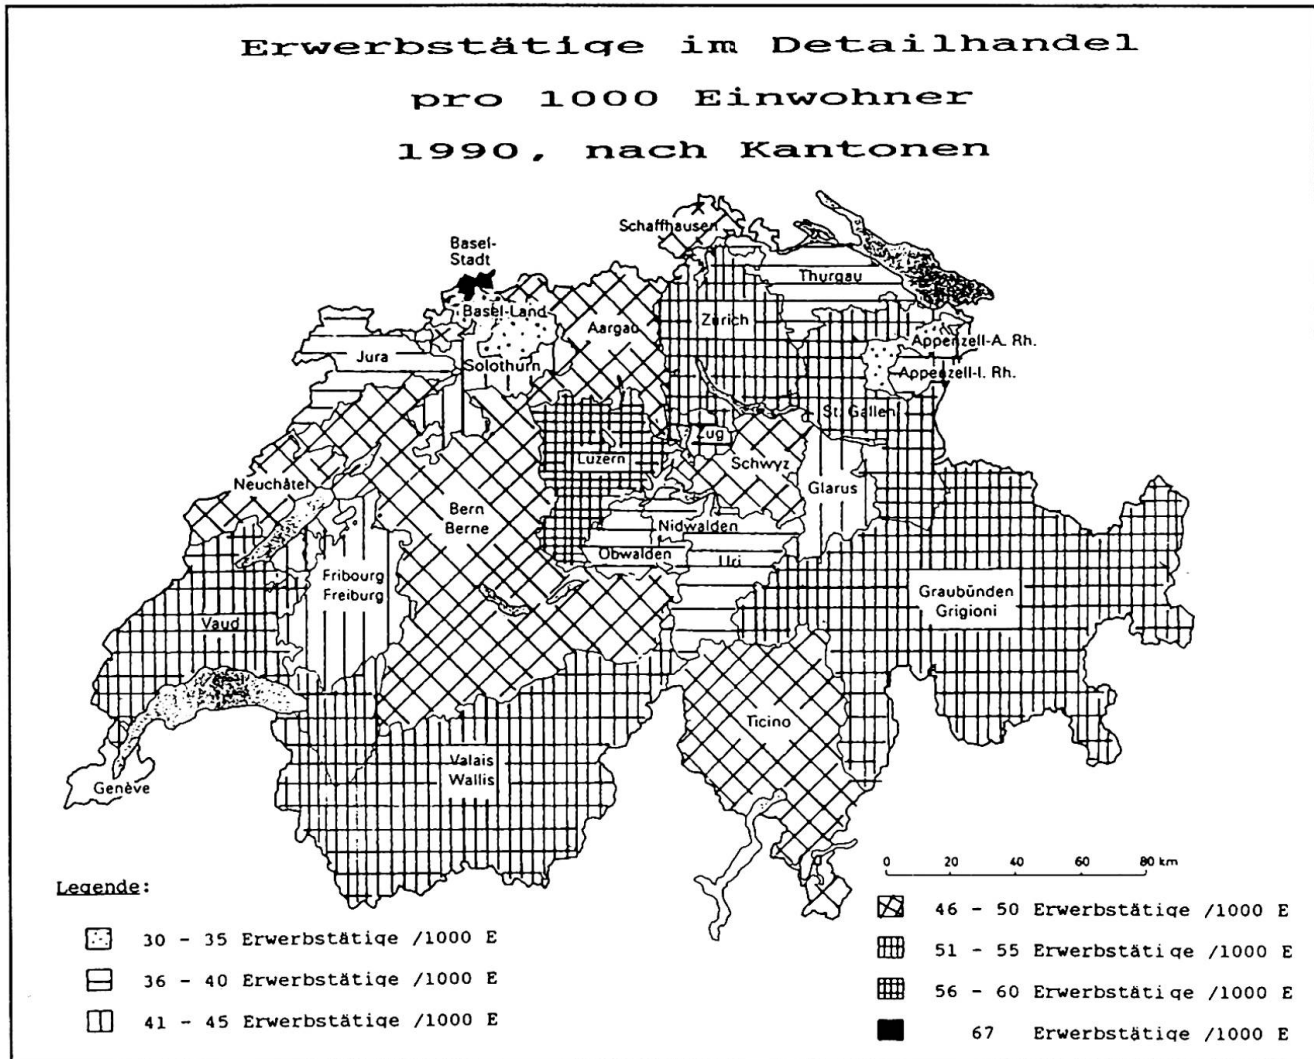 Erwerbstätige im Detailhandel
pro 1000 Einwohner
1990, nach Kantonen
Schaffhausen
Basel-
Stadt
Thurgau
Basel-Land
Zürich
Aargau
Appenzell-A. Rh.
Jura
Solothurn
Appenzell-I. Rh.
St. Gallen
Zug
Luzern
Schwyz
Neuchâtel
Glarus
Bern
Berne
Nidwalden
Obwalden
Uri
Fribourg
Freiburg
Graubünden
Grigioni
Vaud
Ticino
Valais
Wallis
Genève
0 20 40 60 80 km
Legende:
30 - 35 Erwerbstätige /1000 E
36 - 40 Erwerbstätige /1000 E
41 - 45 Erwerbstätige /1000 E
46 - 50 Erwerbstätige /1000 E
51 - 55 Erwerbstätige /1000 E
56 - 60 Erwerbstätige /1000 E
67 Erwerbstätige /1000 E